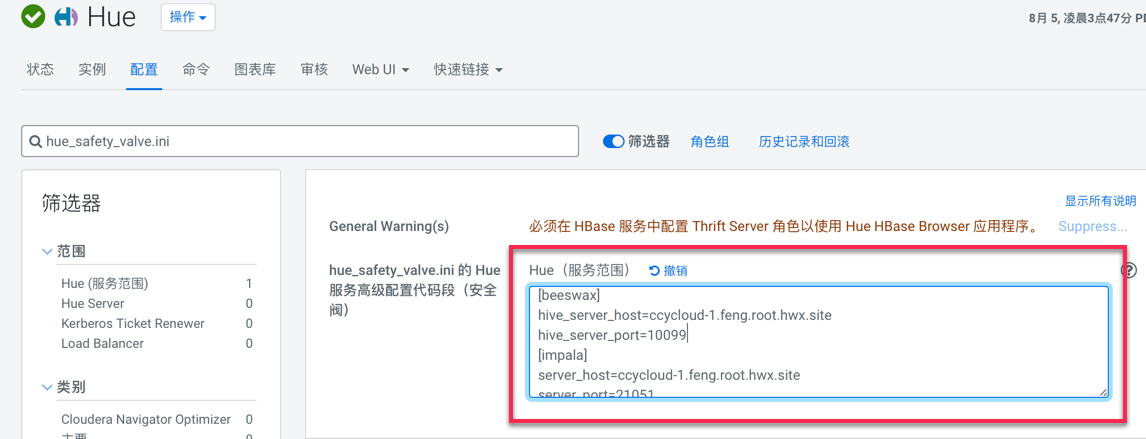 Hue 操作
8月 5, 凌晨3点47分
状态 实例 配置 命令 图表库 审核 Web UI 快速链接
hue_safety_valve.ini
筛选器 角色组 历史记录和回滚
筛选器
范围
Hue (服务范围) 1
Hue Server 0
Kerberos Ticket Renewer 0
Load Balancer 0
类别
Cloudera Navigator Optimizer 0
显示所有说明
General Warning(s)
必须在 HBase 服务中配置 Thrift Server 角色以使用 Hue HBase Browser 应用程序。 Suppress...
hue_safety_valve.ini 的 Hue
服务高级配置代码段（安全
阀）
Hue（服务范围） 撤销
[beeswax]
hive_server_host=ccycloud-1.feng.root.hwx.site
hive_server_port=10099
[impala]
server_host=ccycloud-1.feng.root.hwx.site
server_port=21051